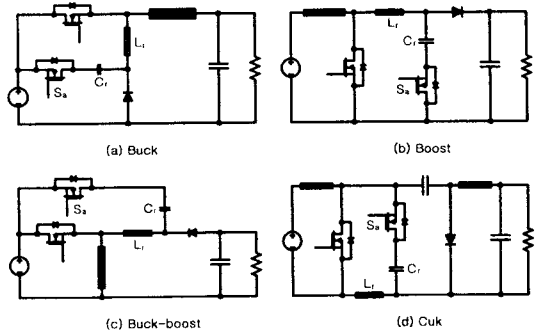 Lr
Cr
Sa
(a) Buck
Lr
Cr
Sa
(b) Boost
Sa
Cr
Lr
(c) Buck-boost
Sa
Cr
Lr
(d) Cuk